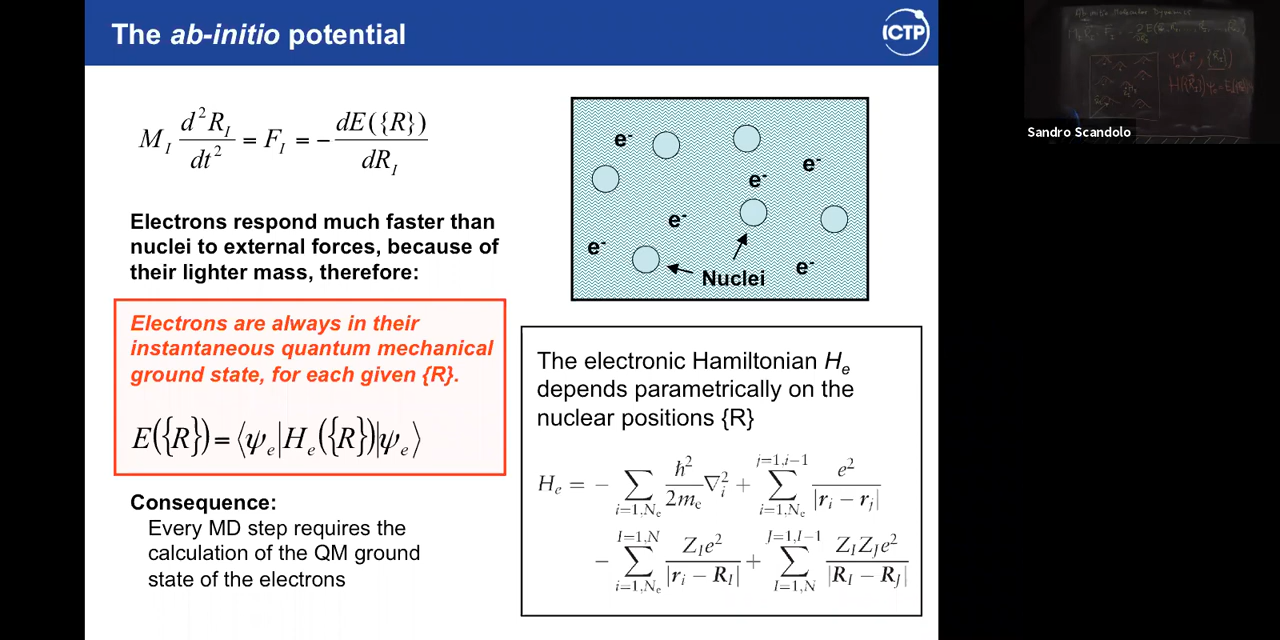 The ab-initio potential
ICTP
M_I d²R_I/dt² = F_I = − dE({R})/dR_I
Electrons respond much faster than
nuclei to external forces, because of
their lighter mass, therefore:
Electrons are always in their
instantaneous quantum mechanical
ground state, for each given {R}.
E({R}) = ⟨ψ_e|H_e({R})|ψ_e⟩
Consequence:
Every MD step requires the
calculation of the QM ground
state of the electrons
e⁻
e⁻
e⁻
e⁻
e⁻
e⁻
Nuclei
The electronic Hamiltonian H_e
depends parametrically on the
nuclear positions {R}
H_e = − ∑_{i=1,N_e} ħ²/2m_e ∇_i² + ∑_{i=1,N_e}^{j=1,i−1} e²/|r_i − r_j|
− ∑_{i=1,N_e}^{I=1,N} Z_I e²/|r_i − R_I| + ∑_{I=1,N}^{J=1,I−1} Z_I Z_J e²/|R_I − R_J|
Sandro Scandolo